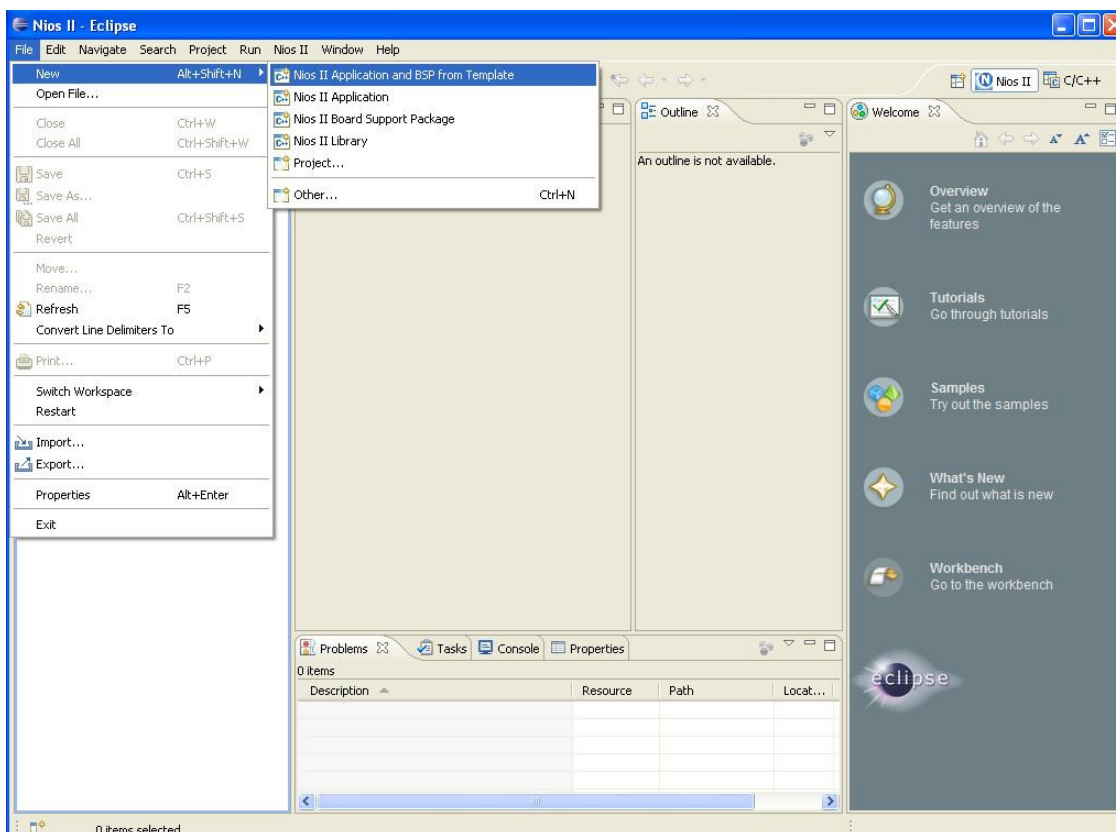 Nios II - Eclipse
File Edit Navigate Search Project Run Nios II Window Help
New Alt+Shift+N
Open File...
Close Ctrl+W
Close All Ctrl+Shift+W
Save Ctrl+S
Save As...
Save All Ctrl+Shift+S
Revert
Move...
Rename... F2
Refresh F5
Convert Line Delimiters To
Print... Ctrl+P
Switch Workspace
Restart
Import...
Export...
Properties Alt+Enter
Exit
Nios II Application and BSP from Template
Nios II Application
Nios II Board Support Package
Nios II Library
Project...
Other... Ctrl+N
Nios II C/C++
Outline
An outline is not available.
Welcome
Overview
Get an overview of the
features
Tutorials
Go through tutorials
Samples
Try out the samples
What's New
Find out what is new
Workbench
Go to the workbench
eclipse
Problems Tasks Console Properties
0 items
Description Resource Path Locat...
0 items selected